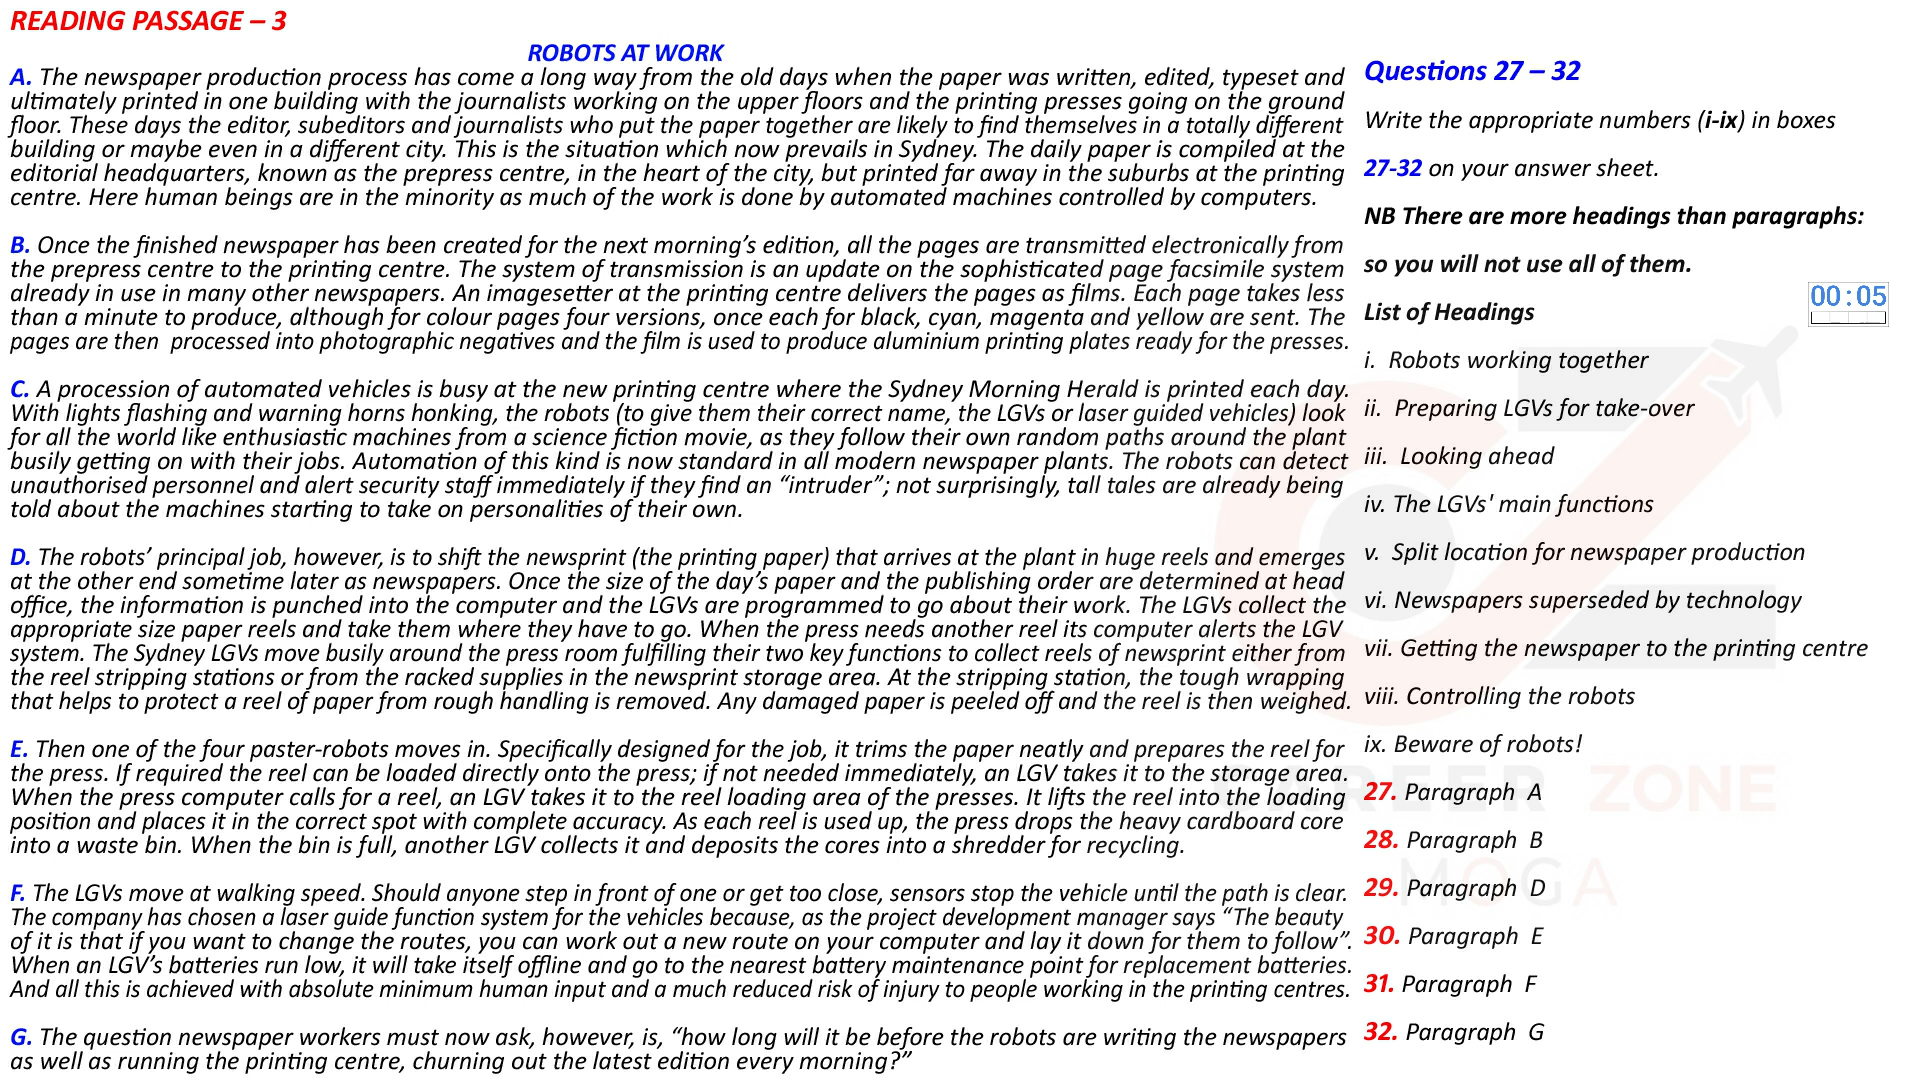 READING PASSAGE – 3
ROBOTS AT WORK
A. The newspaper production process has come a long way from the old days when the paper was written, edited, typeset and
ultimately printed in one building with the journalists working on the upper floors and the printing presses going on the ground
floor. These days the editor, subeditors and journalists who put the paper together are likely to find themselves in a totally different
building or maybe even in a different city. This is the situation which now prevails in Sydney. The daily paper is compiled at the
editorial headquarters, known as the prepress centre, in the heart of the city, but printed far away in the suburbs at the printing
centre. Here human beings are in the minority as much of the work is done by automated machines controlled by computers.
B. Once the finished newspaper has been created for the next morning’s edition, all the pages are transmitted electronically from
the prepress centre to the printing centre. The system of transmission is an update on the sophisticated page facsimile system
already in use in many other newspapers. An imagesetter at the printing centre delivers the pages as films. Each page takes less
than a minute to produce, although for colour pages four versions, once each for black, cyan, magenta and yellow are sent. The
pages are then processed into photographic negatives and the film is used to produce aluminium printing plates ready for the presses.
C. A procession of automated vehicles is busy at the new printing centre where the Sydney Morning Herald is printed each day.
With lights flashing and warning horns honking, the robots (to give them their correct name, the LGVs or laser guided vehicles) look
for all the world like enthusiastic machines from a science fiction movie, as they follow their own random paths around the plant
busily getting on with their jobs. Automation of this kind is now standard in all modern newspaper plants. The robots can detect
unauthorised personnel and alert security staff immediately if they find an “intruder”; not surprisingly, tall tales are already being
told about the machines starting to take on personalities of their own.
D. The robots’ principal job, however, is to shift the newsprint (the printing paper) that arrives at the plant in huge reels and emerges
at the other end sometime later as newspapers. Once the size of the day’s paper and the publishing order are determined at head
office, the information is punched into the computer and the LGVs are programmed to go about their work. The LGVs collect the
appropriate size paper reels and take them where they have to go. When the press needs another reel its computer alerts the LGV
system. The Sydney LGVs move busily around the press room fulfilling their two key functions to collect reels of newsprint either from
the reel stripping stations or from the racked supplies in the newsprint storage area. At the stripping station, the tough wrapping
that helps to protect a reel of paper from rough handling is removed. Any damaged paper is peeled off and the reel is then weighed.
E. Then one of the four paster-robots moves in. Specifically designed for the job, it trims the paper neatly and prepares the reel for
the press. If required the reel can be loaded directly onto the press; if not needed immediately, an LGV takes it to the storage area.
When the press computer calls for a reel, an LGV takes it to the reel loading area of the presses. It lifts the reel into the loading
position and places it in the correct spot with complete accuracy. As each reel is used up, the press drops the heavy cardboard core
into a waste bin. When the bin is full, another LGV collects it and deposits the cores into a shredder for recycling.
F. The LGVs move at walking speed. Should anyone step in front of one or get too close, sensors stop the vehicle until the path is clear.
The company has chosen a laser guide function system for the vehicles because, as the project development manager says “The beauty
of it is that if you want to change the routes, you can work out a new route on your computer and lay it down for them to follow”.
When an LGV’s batteries run low, it will take itself offline and go to the nearest battery maintenance point for replacement batteries.
And all this is achieved with absolute minimum human input and a much reduced risk of injury to people working in the printing centres.
G. The question newspaper workers must now ask, however, is, “how long will it be before the robots are writing the newspapers
as well as running the printing centre, churning out the latest edition every morning?”
Questions 27 – 32
Write the appropriate numbers (i-ix) in boxes
27-32 on your answer sheet.
NB There are more headings than paragraphs:
so you will not use all of them.
List of Headings
00:05
i. Robots working together
ii. Preparing LGVs for take-over
iii. Looking ahead
iv. The LGVs' main functions
v. Split location for newspaper production
vi. Newspapers superseded by technology
vii. Getting the newspaper to the printing centre
viii. Controlling the robots
ix. Beware of robots!
27. Paragraph A
28. Paragraph B
29. Paragraph D
30. Paragraph E
31. Paragraph F
32. Paragraph G
CAREER ZONE
MOGA